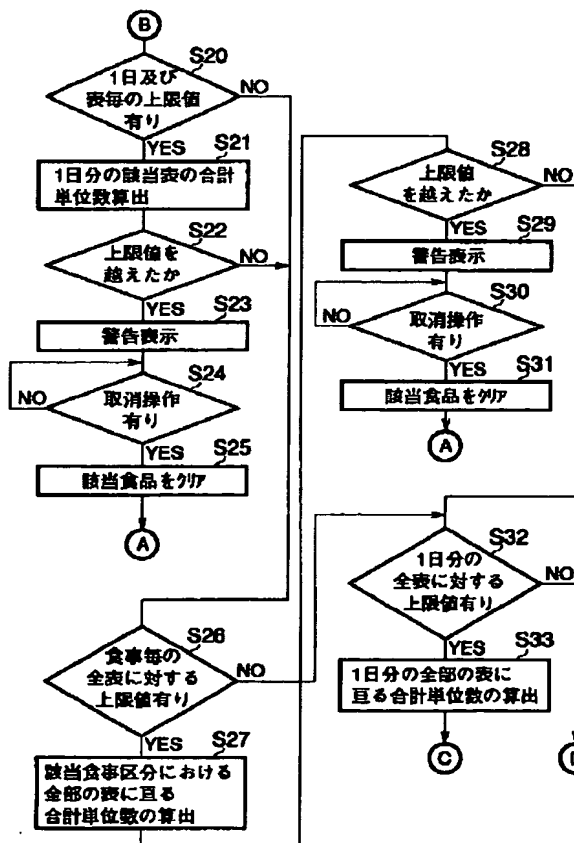 B
S20
1日及び
表毎の上限値
有り
NO
YES
S21
1日分の該当表の合計
単位数算出
S22
上限値を
越えたか
NO
YES
S23
警告表示
S24
取消操作
有り
NO
YES
S25
該当食品をクリア
A
S26
食事毎の
全表に対する
上限値有り
NO
YES
S27
該当食事区分における
全部の表に亘る
合計単位数の算出
S28
上限値
を越えたか
NO
YES
S29
警告表示
S30
取消操作
有り
NO
YES
S31
該当食品をクリア
A
S32
1日分の
全表に対する
上限値有り
NO
YES
S33
1日分の全部の表に
亘る合計単位数の算出
C